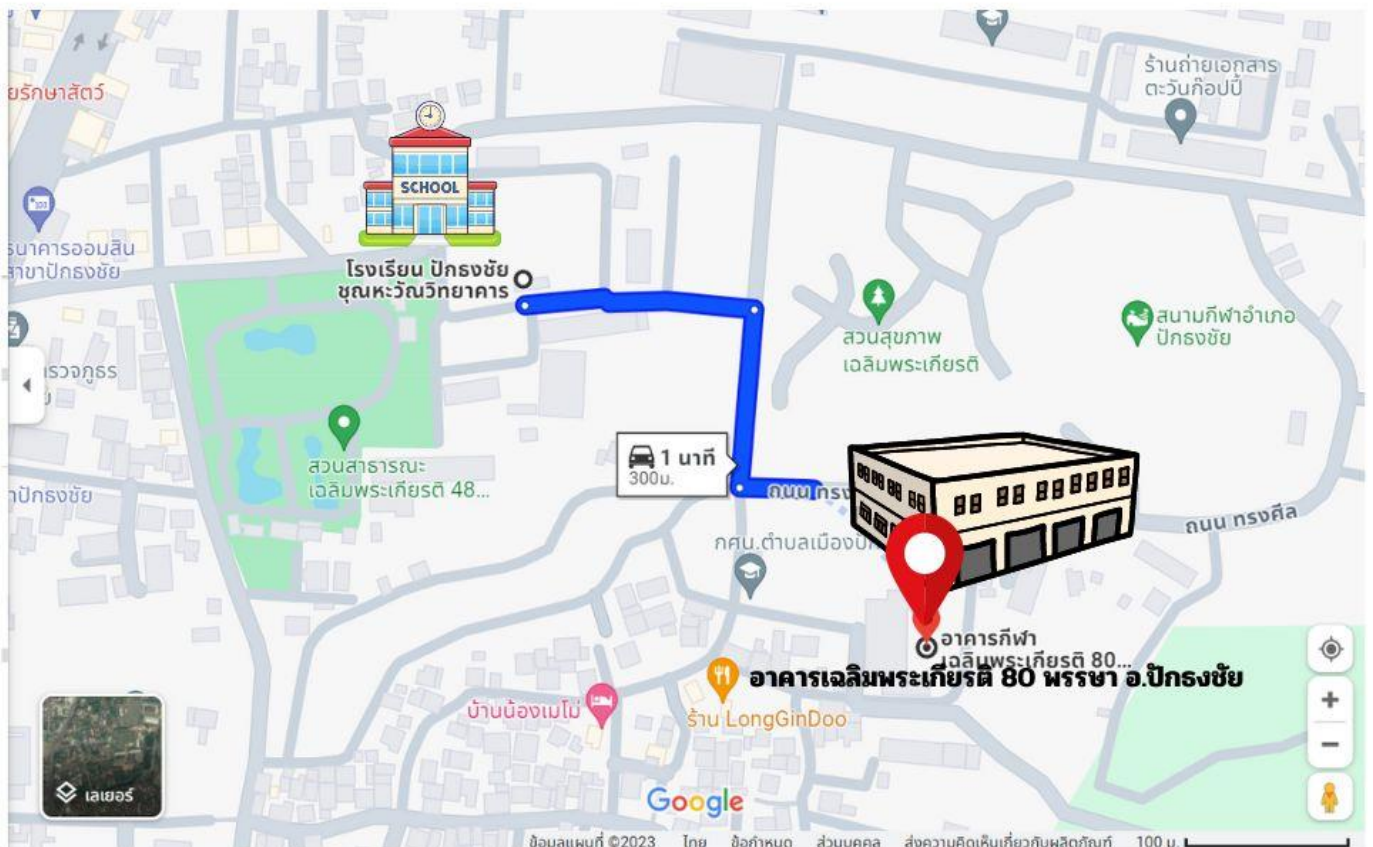 ร้านถ่ายเอกสาร
ตะวันก๊อปปี้
ยรักษาสัตว์
SCHOOL
ธนาคารออมสิน
สาขาปักธงชัย
โรงเรียน ปักธงชัย
ชุณหะวัณวิทยาคาร
สวนสุขภาพ
เฉลิมพระเกียรติ
สนามกีฬาอำเภอ
ปักธงชัย
ำรวจภูธร
1 นาที
300ม.
สวนสาธารณะ
เฉลิมพระเกียรติ 48...
าปักธงชัย
ถนน ทรง
ถนน ทรงศีล
กศน.ตำบลเมืองปัก
อาคารกีฬา
เฉลิมพระเกียรติ 80...
อาคารเฉลิมพระเกียรติ 80 พรรษา อ.ปักธงชัย
บ้านน้องเมโม่
ร้าน LongGinDoo
เลเยอร์
Google
ข้อมูลแผนที่ ©2023 ไทย ข้อกำหนด ส่วนบุคคล ส่งความคิดเห็นเกี่ยวกับผลิตภัณฑ์ 100 ม.